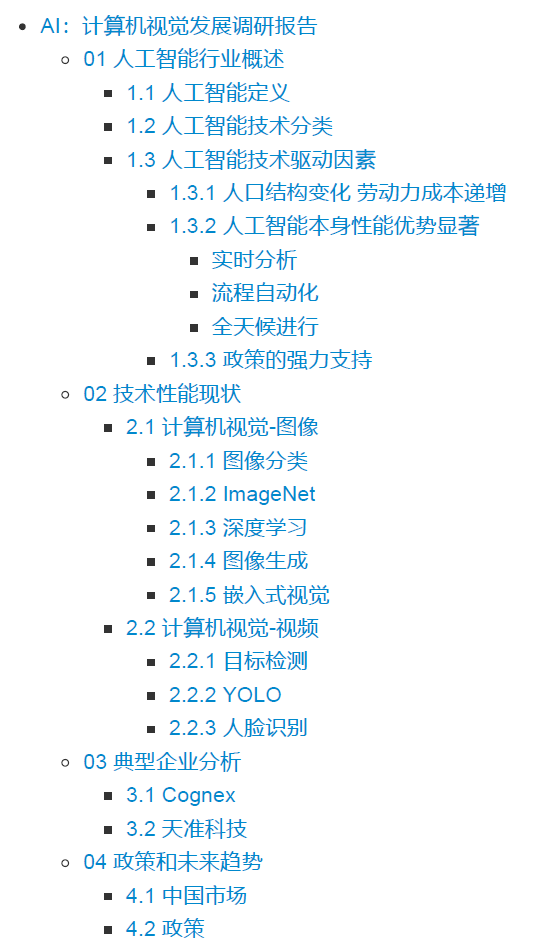 AI：计算机视觉发展调研报告
01 人工智能行业概述
1.1 人工智能定义
1.2 人工智能技术分类
1.3 人工智能技术驱动因素
1.3.1 人口结构变化 劳动力成本递增
1.3.2 人工智能本身性能优势显著
实时分析
流程自动化
全天候进行
1.3.3 政策的强力支持
02 技术性能现状
2.1 计算机视觉-图像
2.1.1 图像分类
2.1.2 ImageNet
2.1.3 深度学习
2.1.4 图像生成
2.1.5 嵌入式视觉
2.2 计算机视觉-视频
2.2.1 目标检测
2.2.2 YOLO
2.2.3 人脸识别
03 典型企业分析
3.1 Cognex
3.2 天准科技
04 政策和未来趋势
4.1 中国市场
4.2 政策